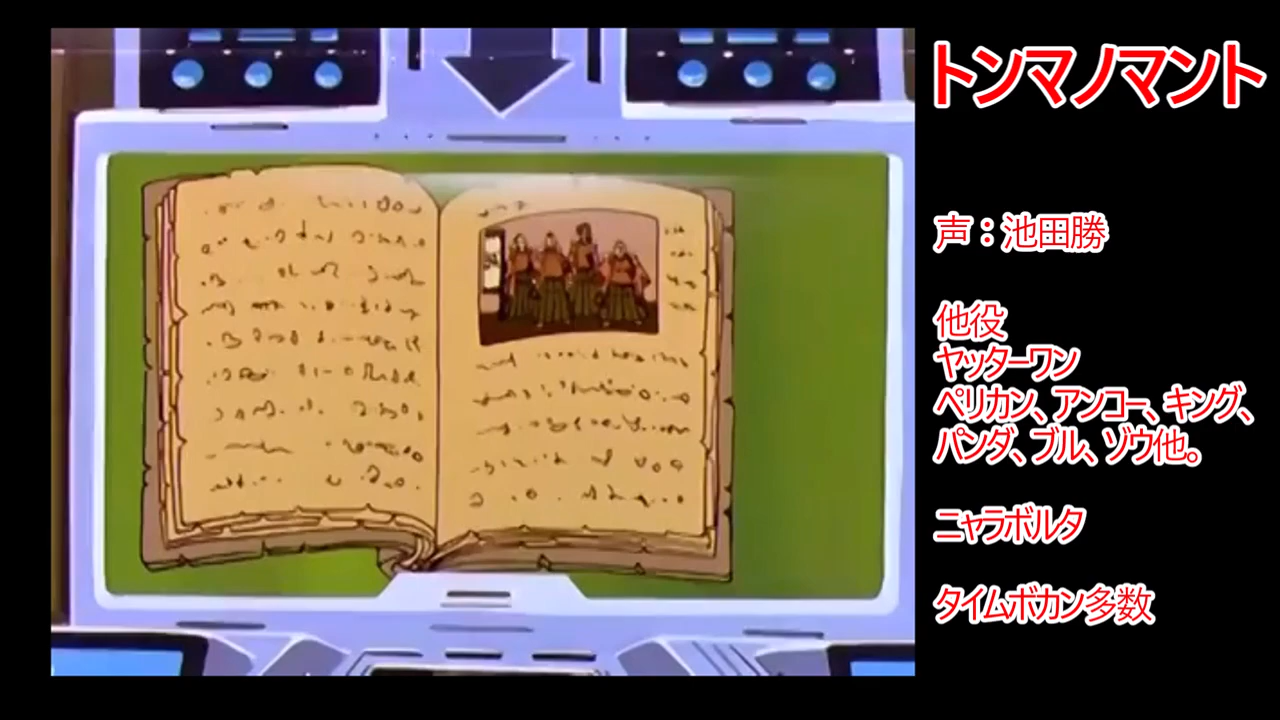 トンマノマント
声：池田勝
他役
ヤッターワン
ペリカン、アンコー、キング、
パンダ、ブル、ゾウ他。
ニャラボルタ
タイムボカン多数